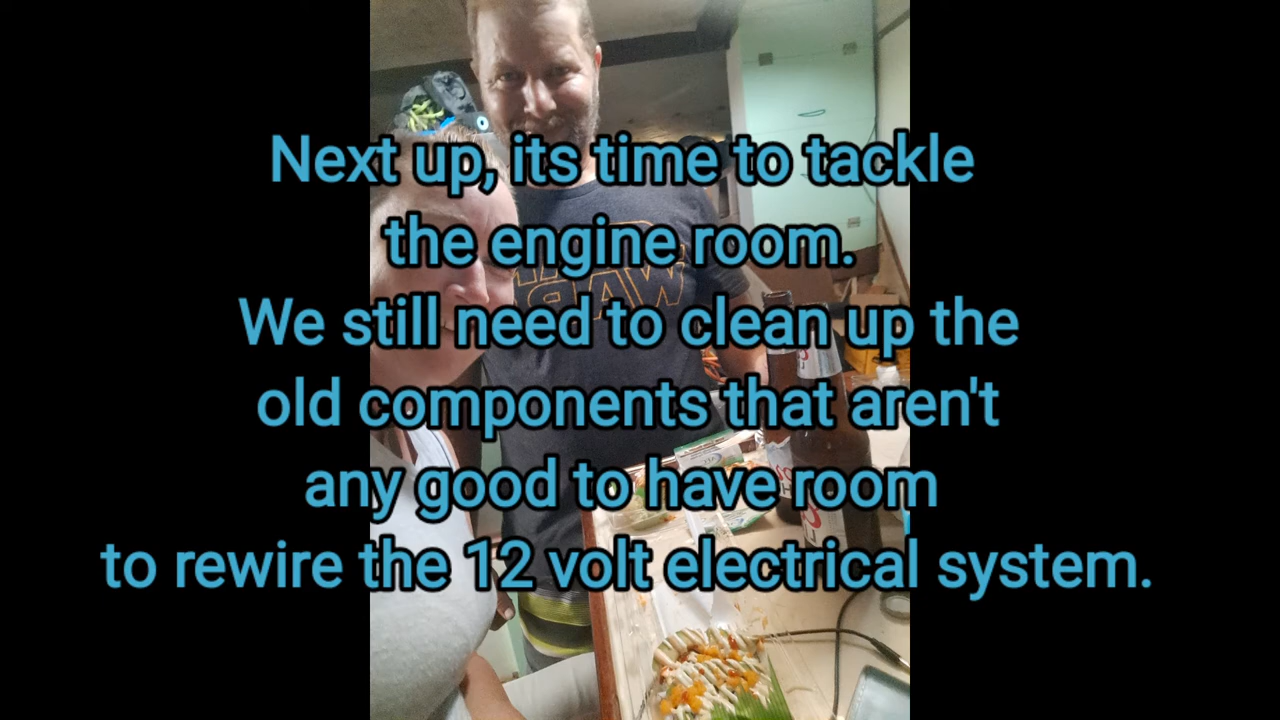 Next up, its time to tackle
the engine room.
We still need to clean up the
old components that aren't
any good to have room
to rewire the 12 volt electrical system.